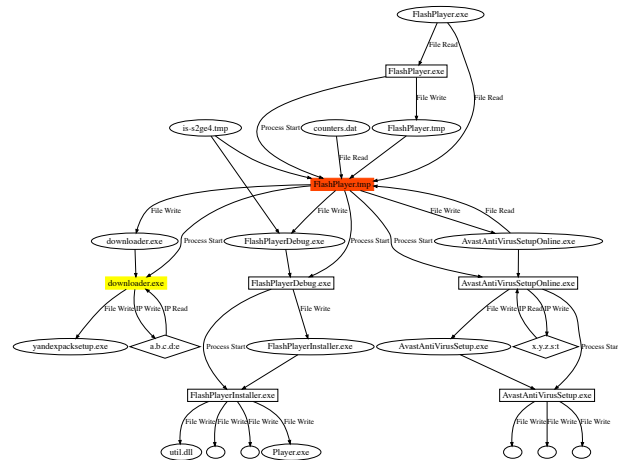 FlashPlayer.exe
File Read
FlashPlayer.exe
File Write
File Read
is-s2ge4.tmp
Process Start
counters.dat
FlashPlayer.tmp
File Read
FlashPlayer.tmp
File Write
File Write
File Write
File Read
downloader.exe
Process Start
FlashPlayerDebug.exe
Process Start
Process Start
AvastAntiVirusSetupOnline.exe
downloader.exe
FlashPlayerDebug.exe
AvastAntiVirusSetupOnline.exe
File Write
IP Write
IP Read
File Write
File Write
IP Read
IP Write
yandexpacksetup.exe
a.b.c.d:e
Process Start
FlashPlayerInstaller.exe
AvastAntiVirusSetup.exe
x.y.z.s:t
Process Start
FlashPlayerInstaller.exe
AvastAntiVirusSetup.exe
File Write
File Write
File Write
File Write
File Write
File Write
File Write
util.dll
Player.exe